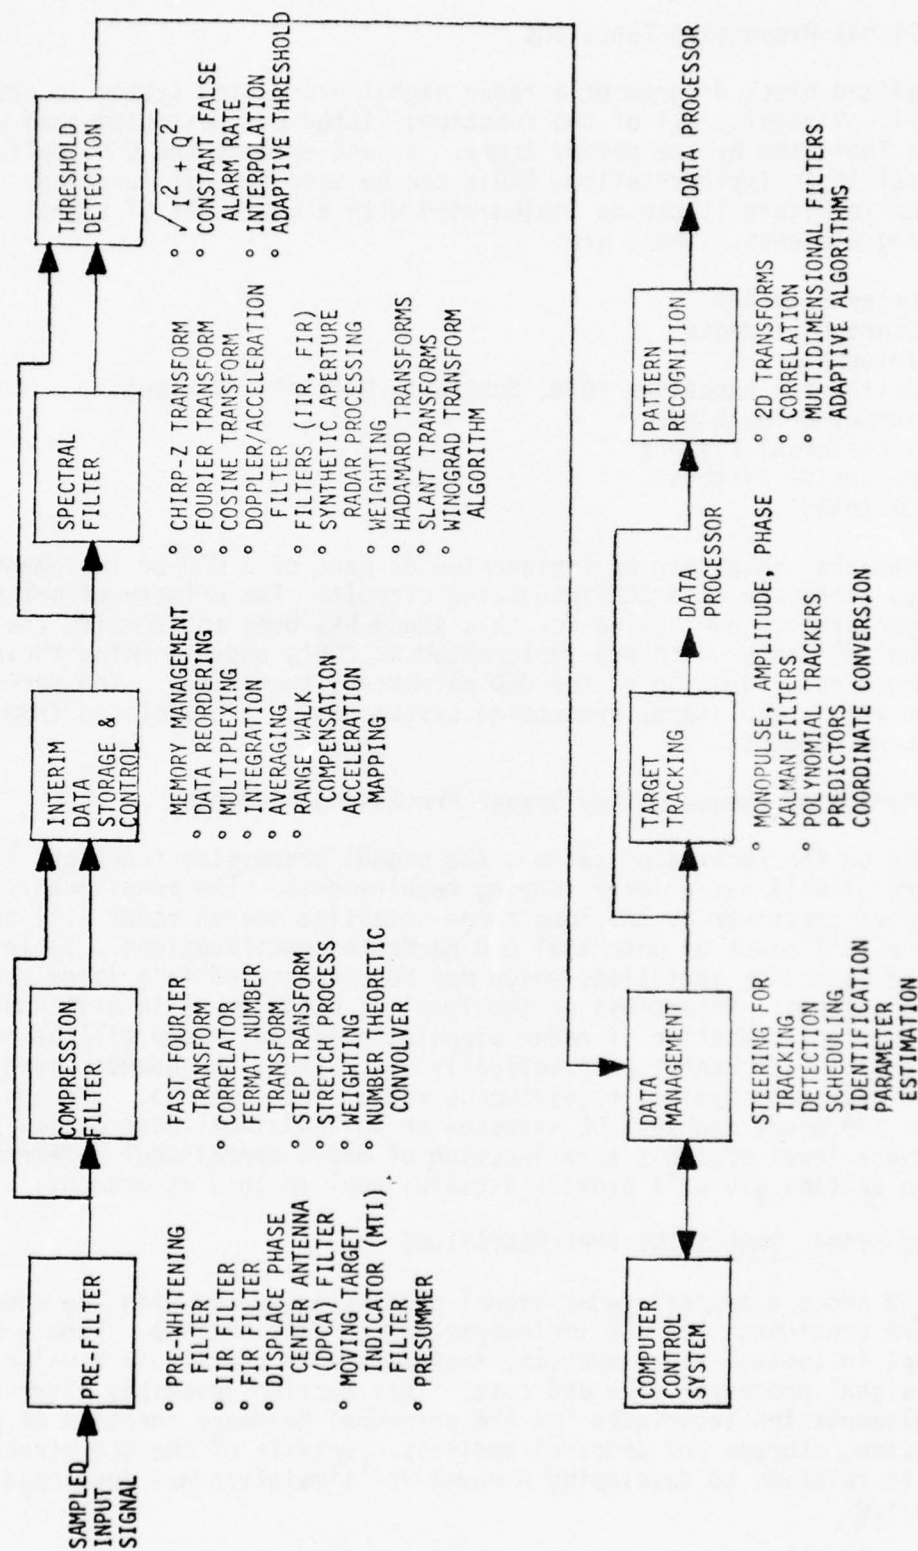 SAMPLED
INPUT
SIGNAL
PRE-FILTER
° PRE-WHITENING
FILTER
° IIR FILTER
° FIR FILTER
° DISPLACE PHASE
CENTER ANTENNA
(DPCA) FILTER
° MOVING TARGET
INDICATOR (MTI)
FILTER
° PRESUMMER
COMPRESSION
FILTER
° FAST FOURIER
TRANSFORM
° CORRELATOR
° FERMAT NUMBER
TRANSFORM
° STEP TRANSFORM
° STRETCH PROCESS
° WEIGHTING
° NUMBER THEORETIC
CONVOLVER
INTERIM
DATA
STORAGE &
CONTROL
MEMORY MANAGEMENT
° DATA REORDERING
° MULTIPLEXING
° INTEGRATION
° AVERAGING
° RANGE WALK
COMPENSATION
ACCELERATION
MAPPING
SPECTRAL
FILTER
° CHIRP-Z TRANSFORM
° FOURIER TRANSFORM
° COSINE TRANSFORM
° DOPPLER/ACCELERATION
FILTER
° FILTERS (IIR, FIR)
° SYNTHETIC APERTURE
RADAR PROCESSING
° WEIGHTING
° HADAMARD TRANSFORMS
° SLANT TRANSFORMS
° WINOGRAD TRANSFORM
ALGORITHM
THRESHOLD
DETECTION
° √I² + Q²
° CONSTANT FALSE
ALARM RATE
° INTERPOLATION
° ADAPTIVE THRESHOLD
COMPUTER
CONTROL
SYSTEM
DATA
MANAGEMENT
STEERING FOR
TRACKING
DETECTION
SCHEDULING
IDENTIFICATION
PARAMETER
ESTIMATION
TARGET
TRACKING
° MONOPULSE, AMPLITUDE, PHASE
KALMAN FILTERS
° POLYNOMIAL TRACKERS
PREDICTORS
COORDINATE CONVERSION
DATA
PROCESSOR
PATTERN
RECOGNITION
° 2D TRANSFORMS
° CORRELATION
° MULTIDIMENSIONAL FILTERS
ADAPTIVE ALGORITHMS
DATA PROCESSOR